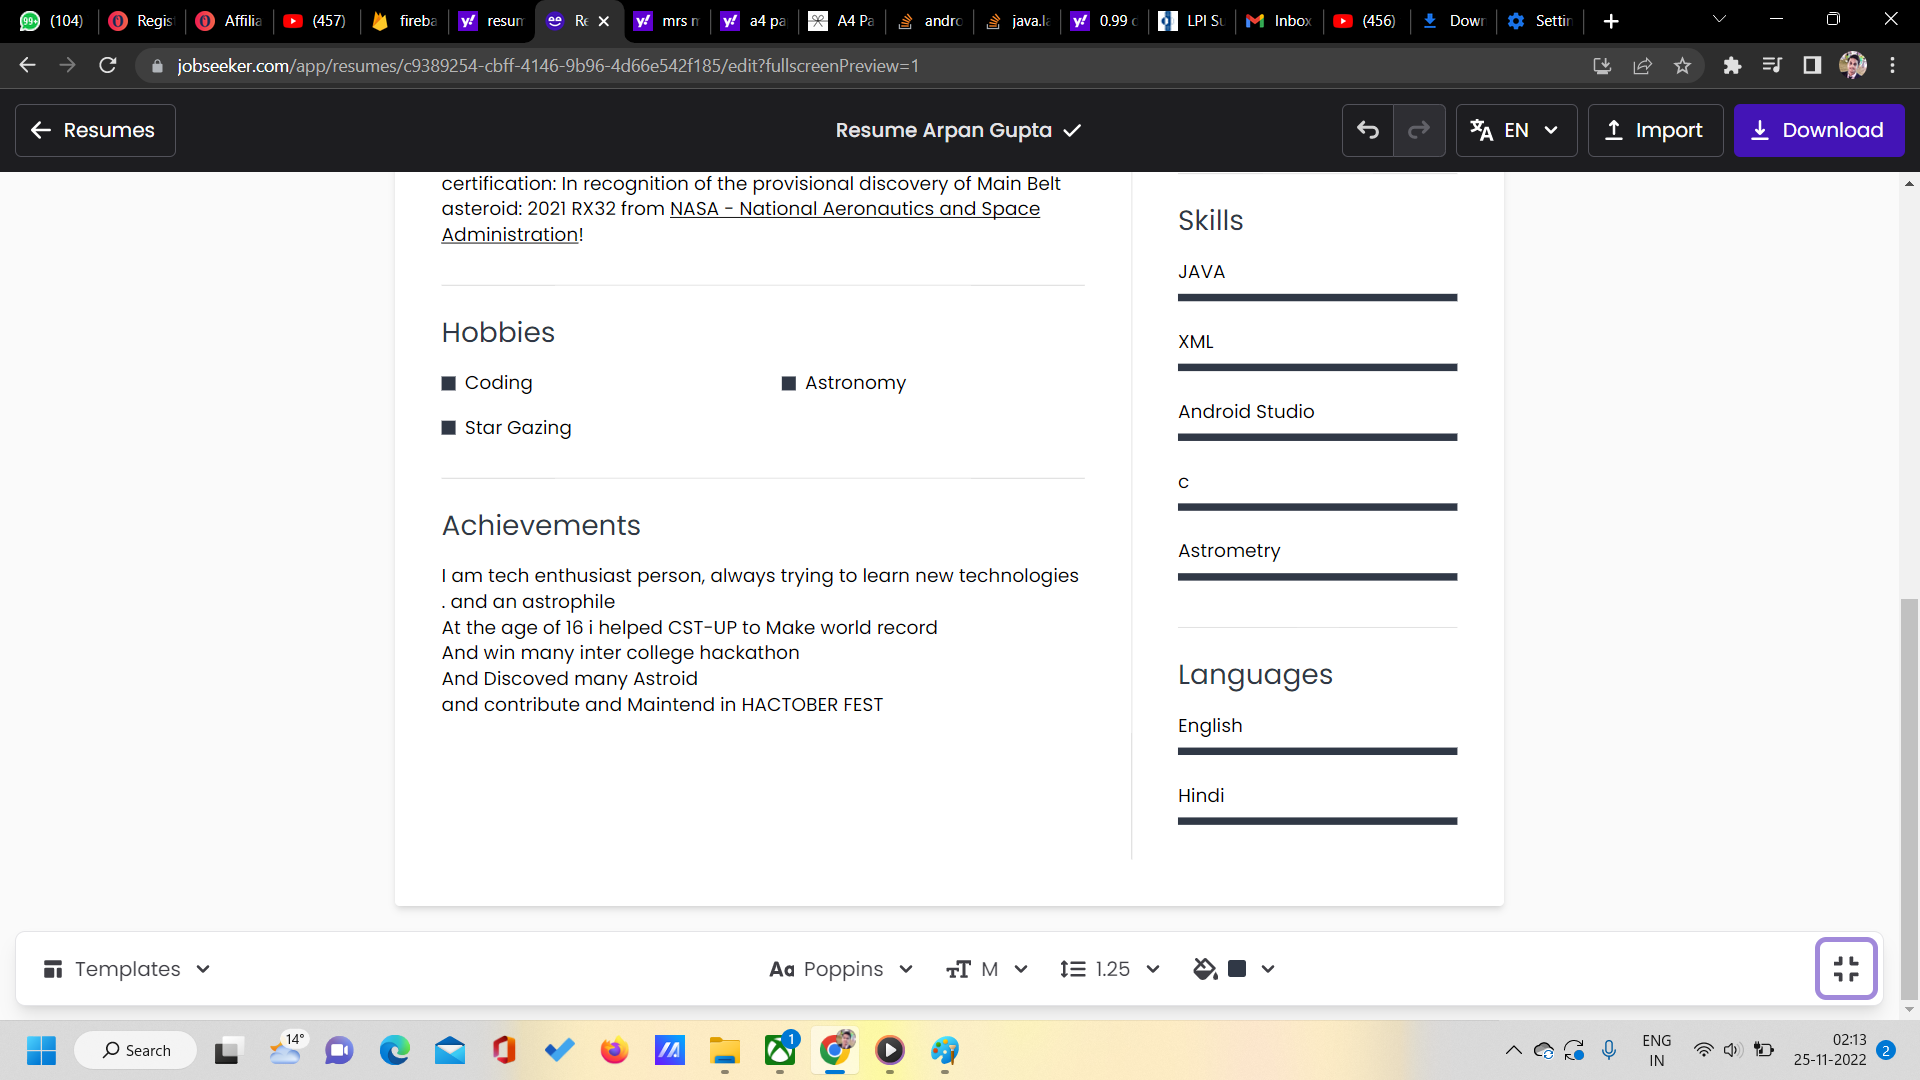 (104)
Regis
Affilia
(457)
fireba
resum
Re
mrs m
a4 pa
A4 Pa
andro
java.la
0.99 c
LPI Su
Inbox
(456)
Down
Settin
jobseeker.com/app/resumes/c9389254-cbff-4146-9b96-4d66e542f185/edit?fullscreenPreview=1
Resumes
Resume Arpan Gupta
EN
Import
Download
certification: In recognition of the provisional discovery of Main Belt
asteroid: 2021 RX32 from NASA - National Aeronautics and Space
Administration!
Hobbies
Coding
Astronomy
Star Gazing
Achievements
I am tech enthusiast person, always trying to learn new technologies
. and an astrophile
At the age of 16 i helped CST-UP to Make world record
And win many inter college hackathon
And Discoved many Astroid
and contribute and Maintend in HACTOBER FEST
Skills
JAVA
XML
Android Studio
c
Astrometry
Languages
English
Hindi
Templates
Aa Poppins
M
1.25
Search
14°
1
ENG
IN
02:13
25-11-2022
2